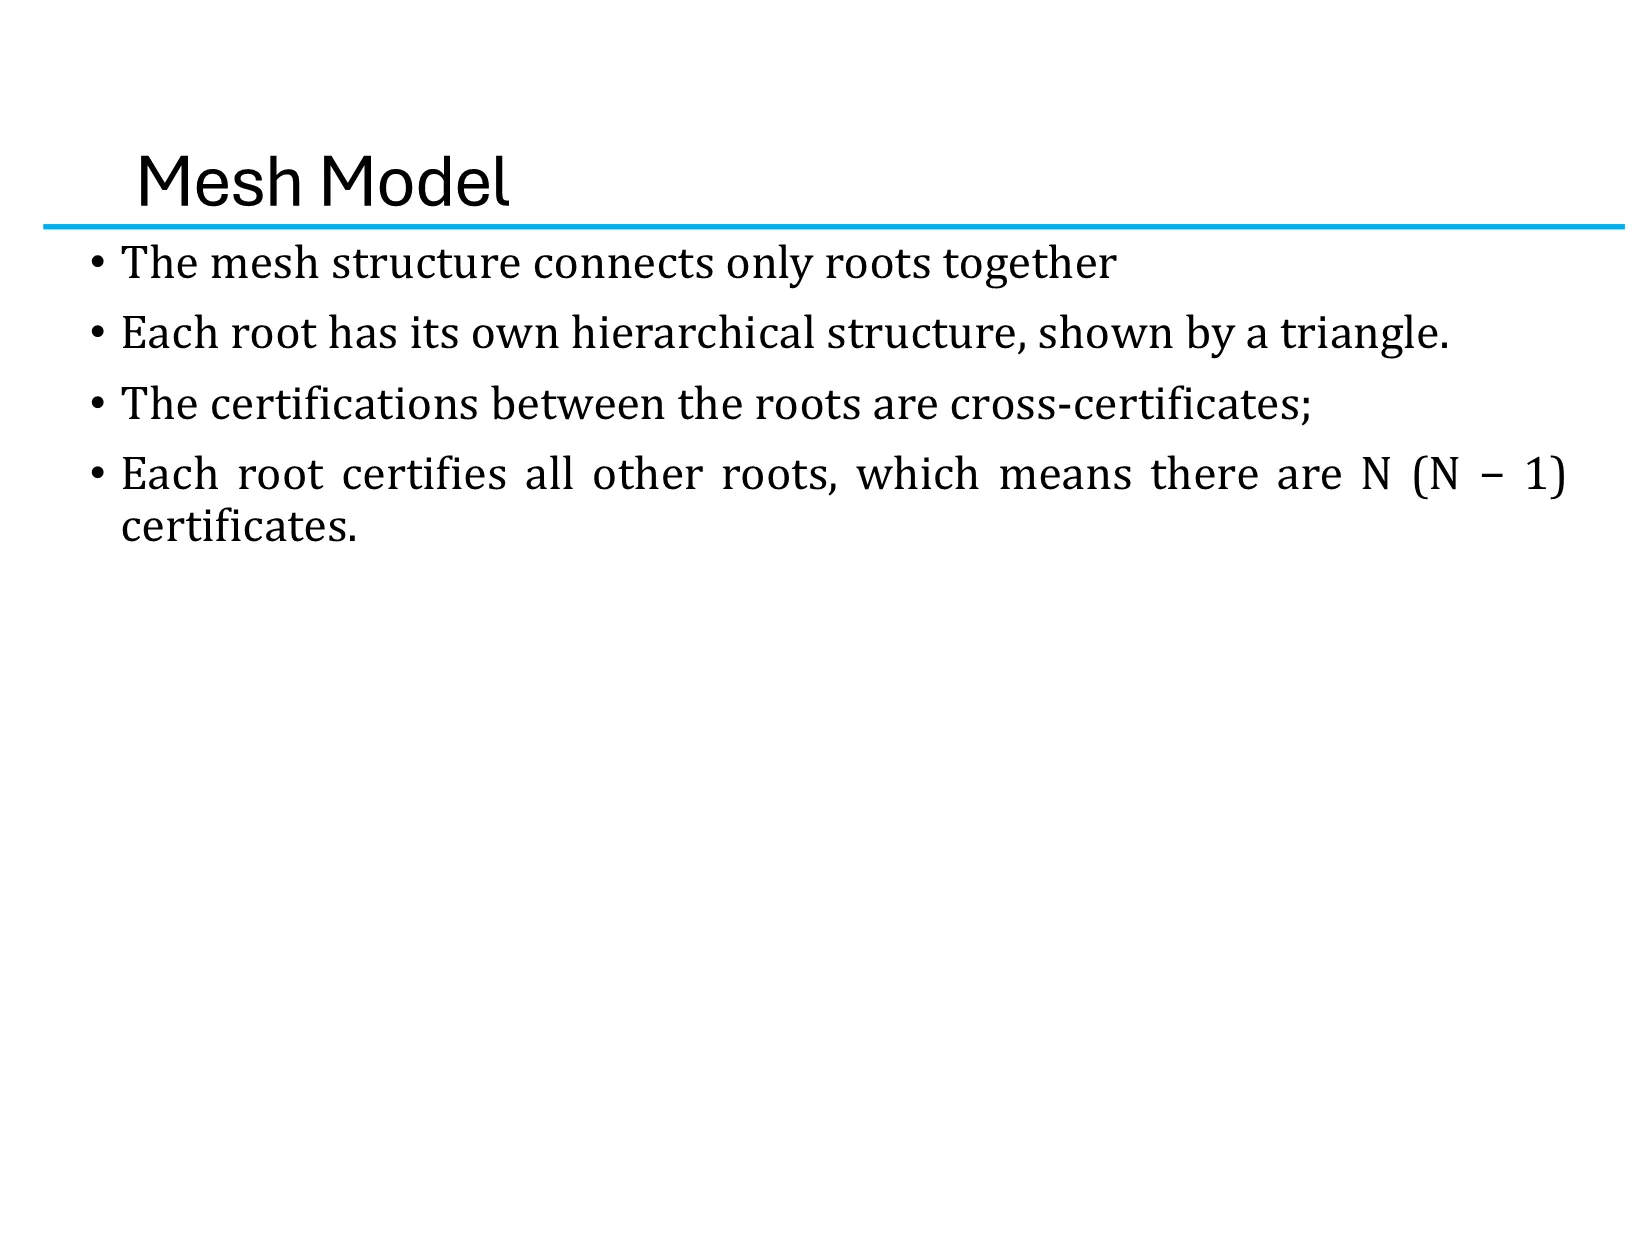 Mesh Model
• The mesh structure connects only roots together
• Each root has its own hierarchical structure, shown by a triangle.
• The certifications between the roots are cross-certificates;
• Each root certifies all other roots, which means there are N (N − 1)
certificates.